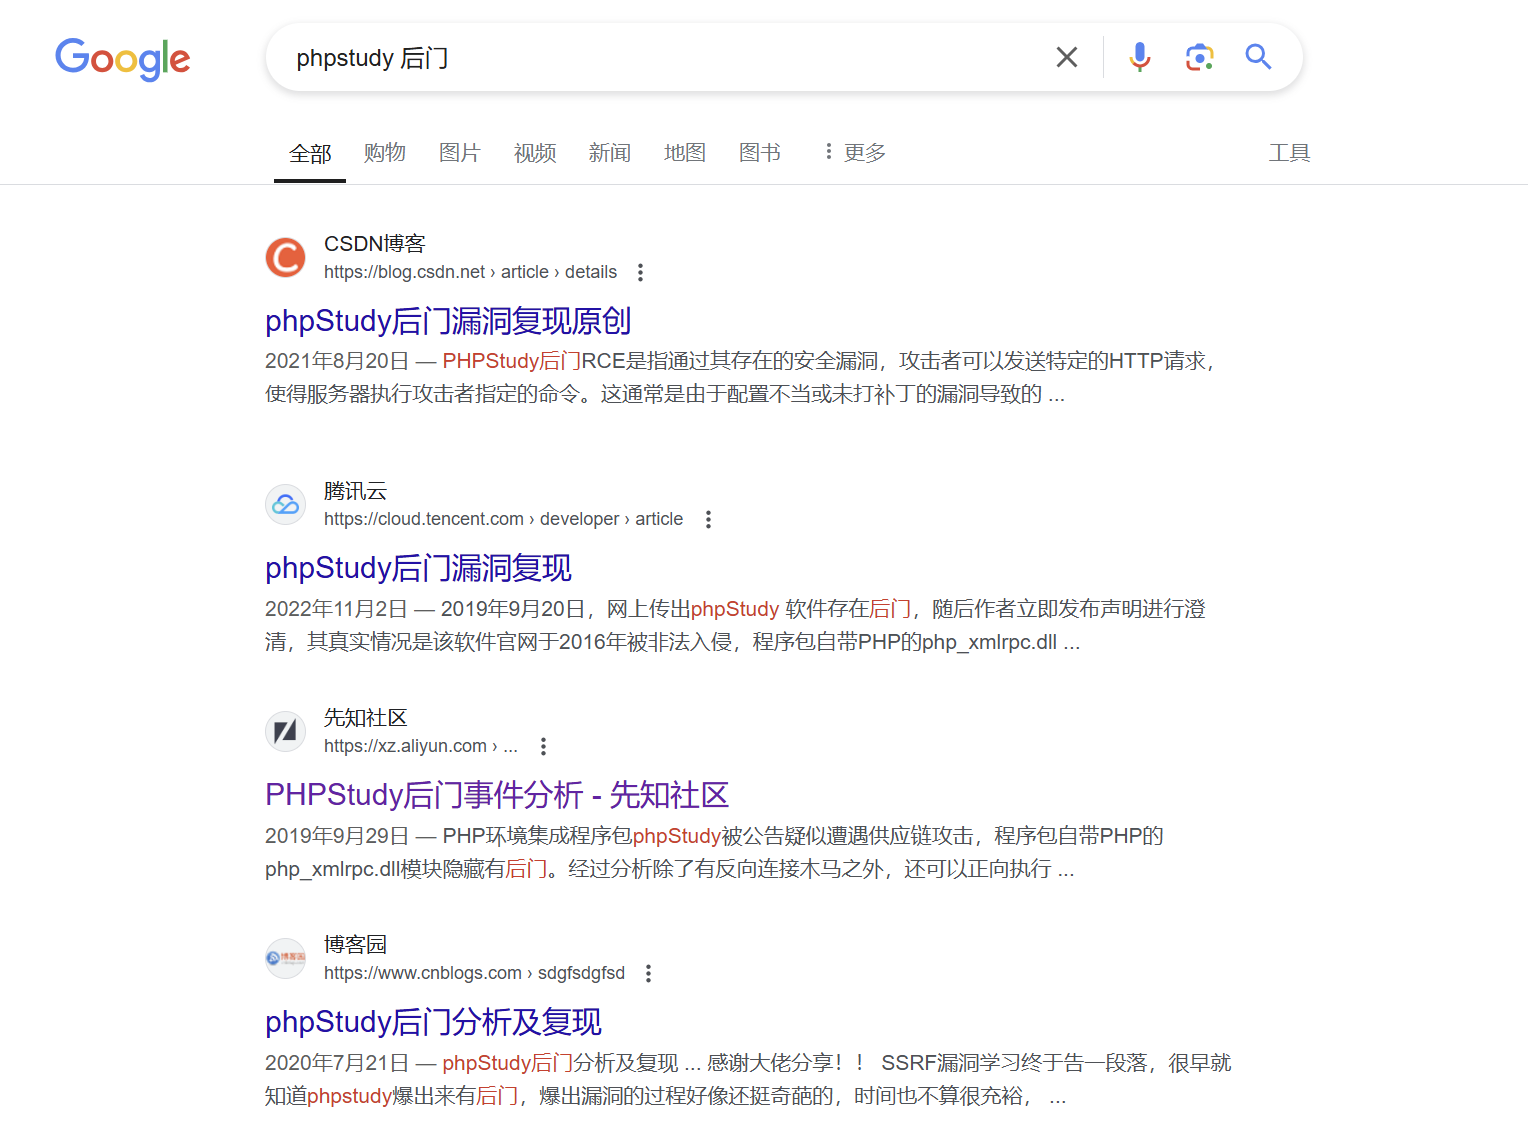 Google
phpstudy 后门
全部 购物 图片 视频 新闻 地图 图书 更多 工具
CSDN博客
https://blog.csdn.net › article › details
phpStudy后门漏洞复现原创
2021年8月20日 — PHPStudy后门RCE是指通过其存在的安全漏洞，攻击者可以发送特定的HTTP请求，
使得服务器执行攻击者指定的命令。这通常是由于配置不当或未打补丁的漏洞导致的 ...
腾讯云
https://cloud.tencent.com › developer › article
phpStudy后门漏洞复现
2022年11月2日 — 2019年9月20日，网上传出phpStudy 软件存在后门，随后作者立即发布声明进行澄
清，其真实情况是该软件官网于2016年被非法入侵，程序包自带PHP的php_xmlrpc.dll ...
先知社区
https://xz.aliyun.com › ...
PHPStudy后门事件分析 - 先知社区
2019年9月29日 — PHP环境集成程序包phpStudy被公告疑似遭遇供应链攻击，程序包自带PHP的
php_xmlrpc.dll模块隐藏有后门。经过分析除了有反向连接木马之外，还可以正向执行 ...
博客园
https://www.cnblogs.com › sdgfsdgfsd
phpStudy后门分析及复现
2020年7月21日 — phpStudy后门分析及复现 ... 感谢大佬分享！！ SSRF漏洞学习终于告一段落，很早就
知道phpstudy爆出来有后门，爆出漏洞的过程好像还挺奇葩的，时间也不算很充裕， ...